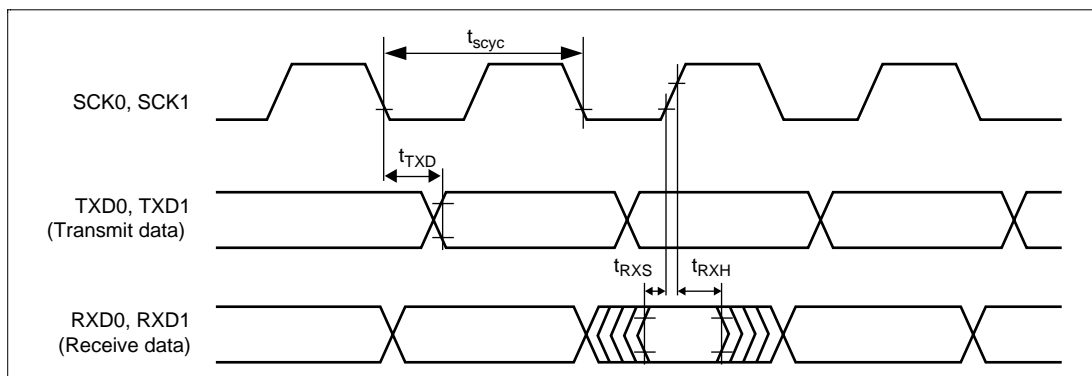 tscyc
SCK0, SCK1
tTXD
TXD0, TXD1
(Transmit data)
tRXS
tRXH
RXD0, RXD1
(Receive data)